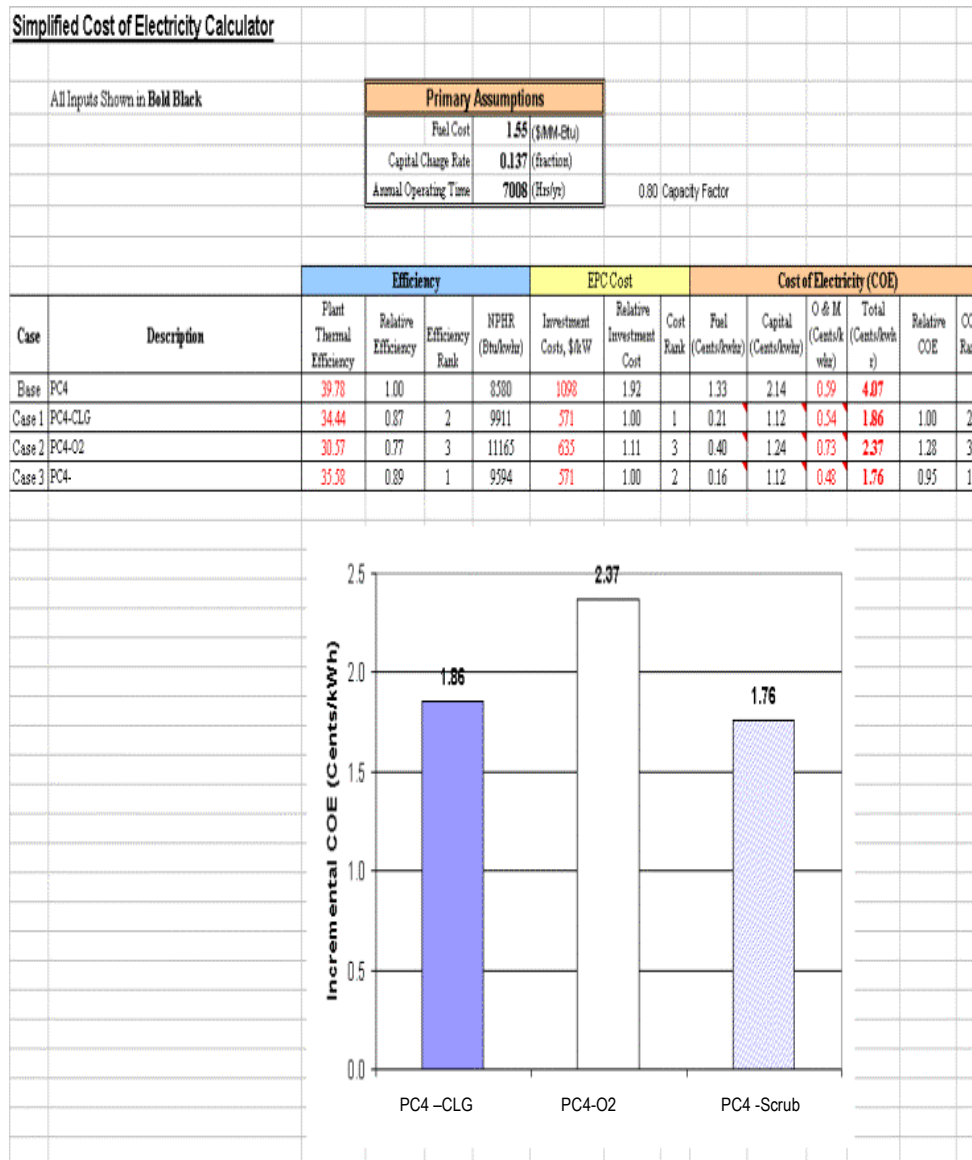 Simplified Cost of Electricity Calculator
All Inputs Shown in Bold Black
Primary Assumptions
Fuel Cost 1.55 ($/MM-Btu)
Capital Charge Rate 0.137 (fraction)
Annual Operating Time 7008 (Hrs/yr) 0.80 Capacity Factor
Efficiency EPC Cost Cost of Electricity (COE)
Case Description Plant Thermal Efficiency Relative Efficiency Efficiency Rank NPHR (Btu/kwhr) Investment Costs, $/kW Relative Investment Cost Cost Rank Fuel (Cents/kwhr) Capital (Cents/kwhr) O & M (Cents/kwhr) Total (Cents/kwhr) Relative COE
Base PC4 39.78 1.00 8580 1098 1.92 1.33 2.14 0.59 4.07
Case 1 PC4-CLG 34.44 0.87 2 9911 571 1.00 1 0.21 1.12 0.54 1.86 1.00 2
Case 2 PC4-O2 30.57 0.77 3 11165 635 1.11 3 0.40 1.24 0.73 2.37 1.28 3
Case 3 PC4- 35.58 0.89 1 9594 571 1.00 2 0.16 1.12 0.48 1.76 0.95 1
Incremental COE (Cents/kWh)
2.5
2.0
1.5
1.0
0.5
0.0
1.86
2.37
1.76
PC4 –CLG PC4-O2 PC4 -Scrub